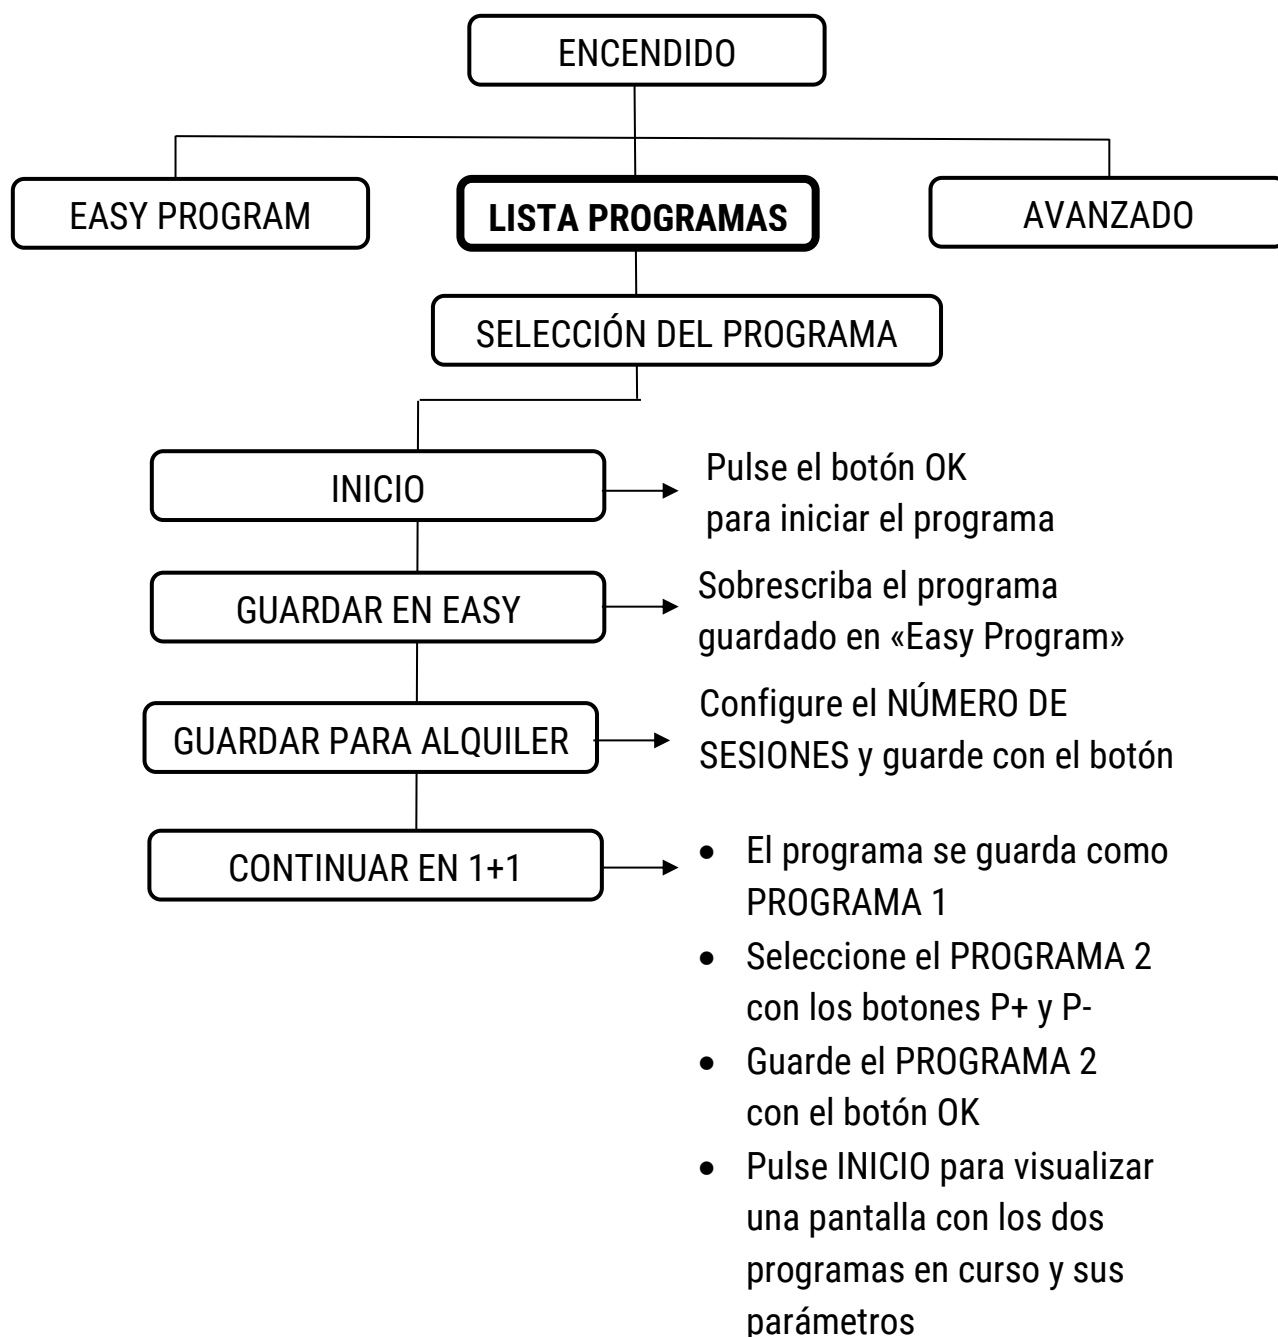 ENCENDIDO
EASY PROGRAM
LISTA PROGRAMAS
AVANZADO
SELECCIÓN DEL PROGRAMA
INICIO
Pulse el botón OK
para iniciar el programa
GUARDAR EN EASY
Sobrescriba el programa
guardado en «Easy Program»
GUARDAR PARA ALQUILER
Configure el NÚMERO DE
SESIONES y guarde con el botón
CONTINUAR EN 1+1
• El programa se guarda como
PROGRAMA 1
• Seleccione el PROGRAMA 2
con los botones P+ y P-
• Guarde el PROGRAMA 2
con el botón OK
• Pulse INICIO para visualizar
una pantalla con los dos
programas en curso y sus
parámetros